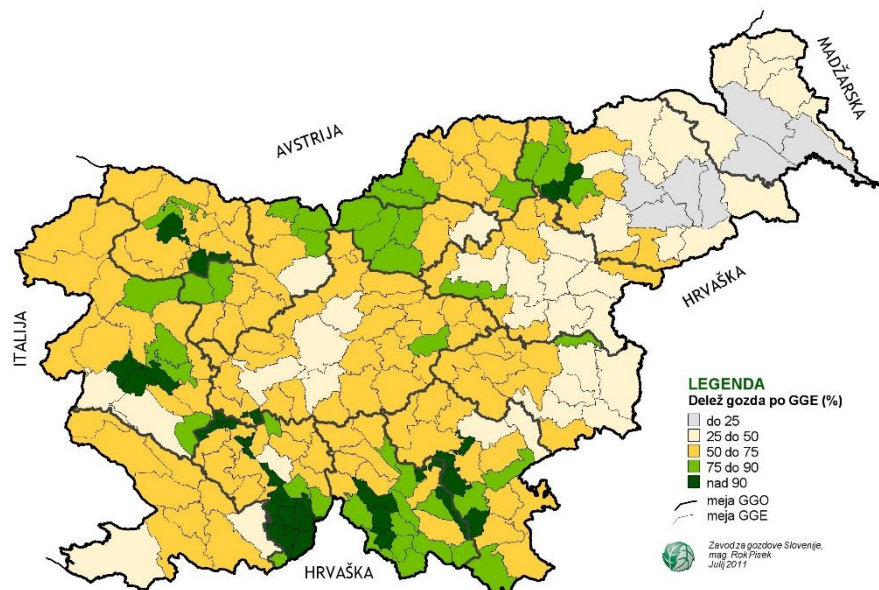 MADŽARSKA
AVSTRIJA
HRVAŠKA
ITALIJA
HRVAŠKA
LEGENDA
Delež gozda po GGE (%)
do 25
25 do 50
50 do 75
75 do 90
nad 90
meja GGO
meja GGE
Zavod za gozdove Slovenije,
mag. Rok Pisek
Julij 2011